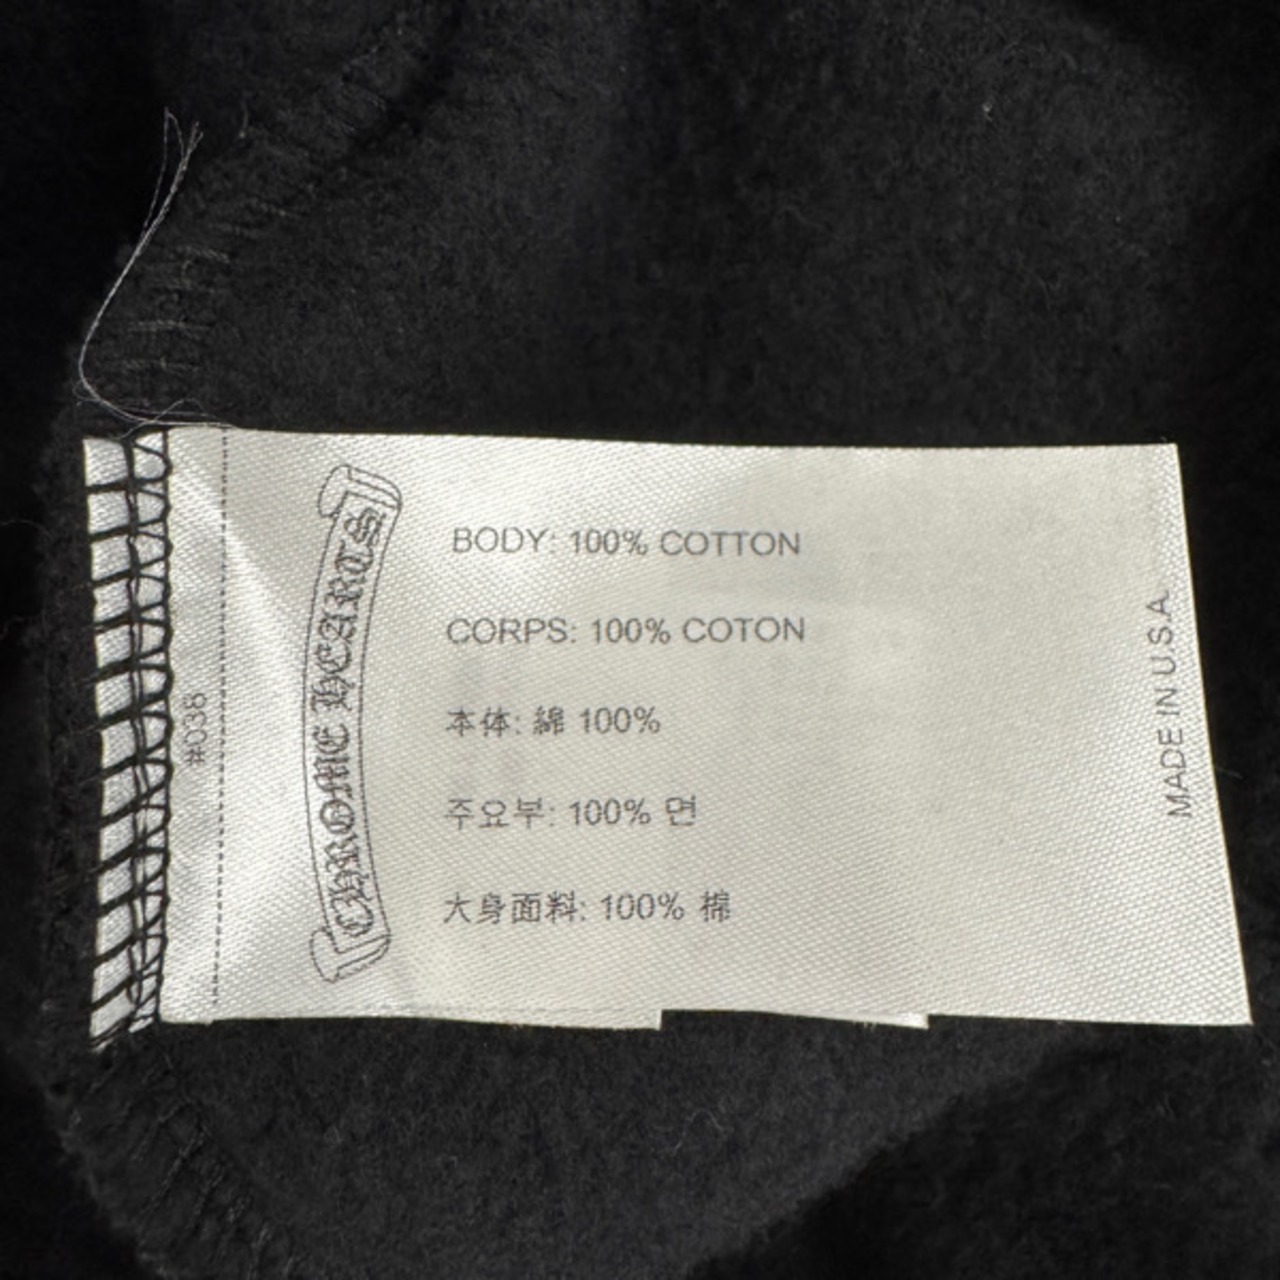 #038
CHROME HEARTS
BODY: 100% COTTON
CORPS: 100% COTON
本体: 綿 100%
주요부: 100% 면
大身面料: 100% 棉
MADE IN U.S.A.